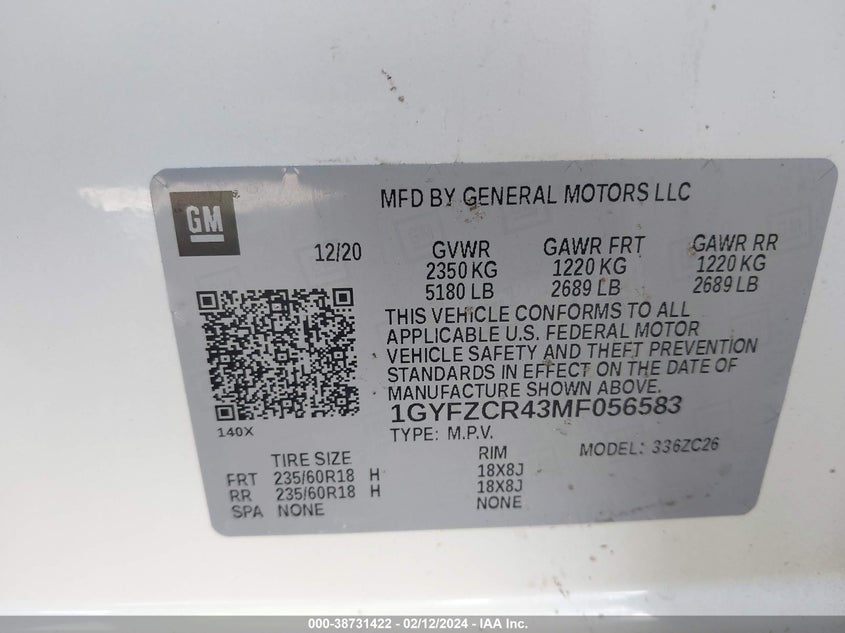 GM
MFD BY GENERAL MOTORS LLC
12/20
GVWR
2350 KG
5180 LB
GAWR FRT
1220 KG
2689 LB
GAWR RR
1220 KG
2689 LB
THIS VEHICLE CONFORMS TO ALL
APPLICABLE U.S. FEDERAL MOTOR
VEHICLE SAFETY AND THEFT PREVENTION
STANDARDS IN EFFECT ON THE DATE OF
MANUFACTURE SHOWN ABOVE.
1GYFZCR43MF056583
140X
TYPE: M.P.V.
MODEL: 336ZC26
TIRE SIZE
RIM
FRT 235/60R18 H 18X8J
RR 235/60R18 H 18X8J
SPA NONE NONE
000-38731422 - 02/12/2024 - IAA Inc.